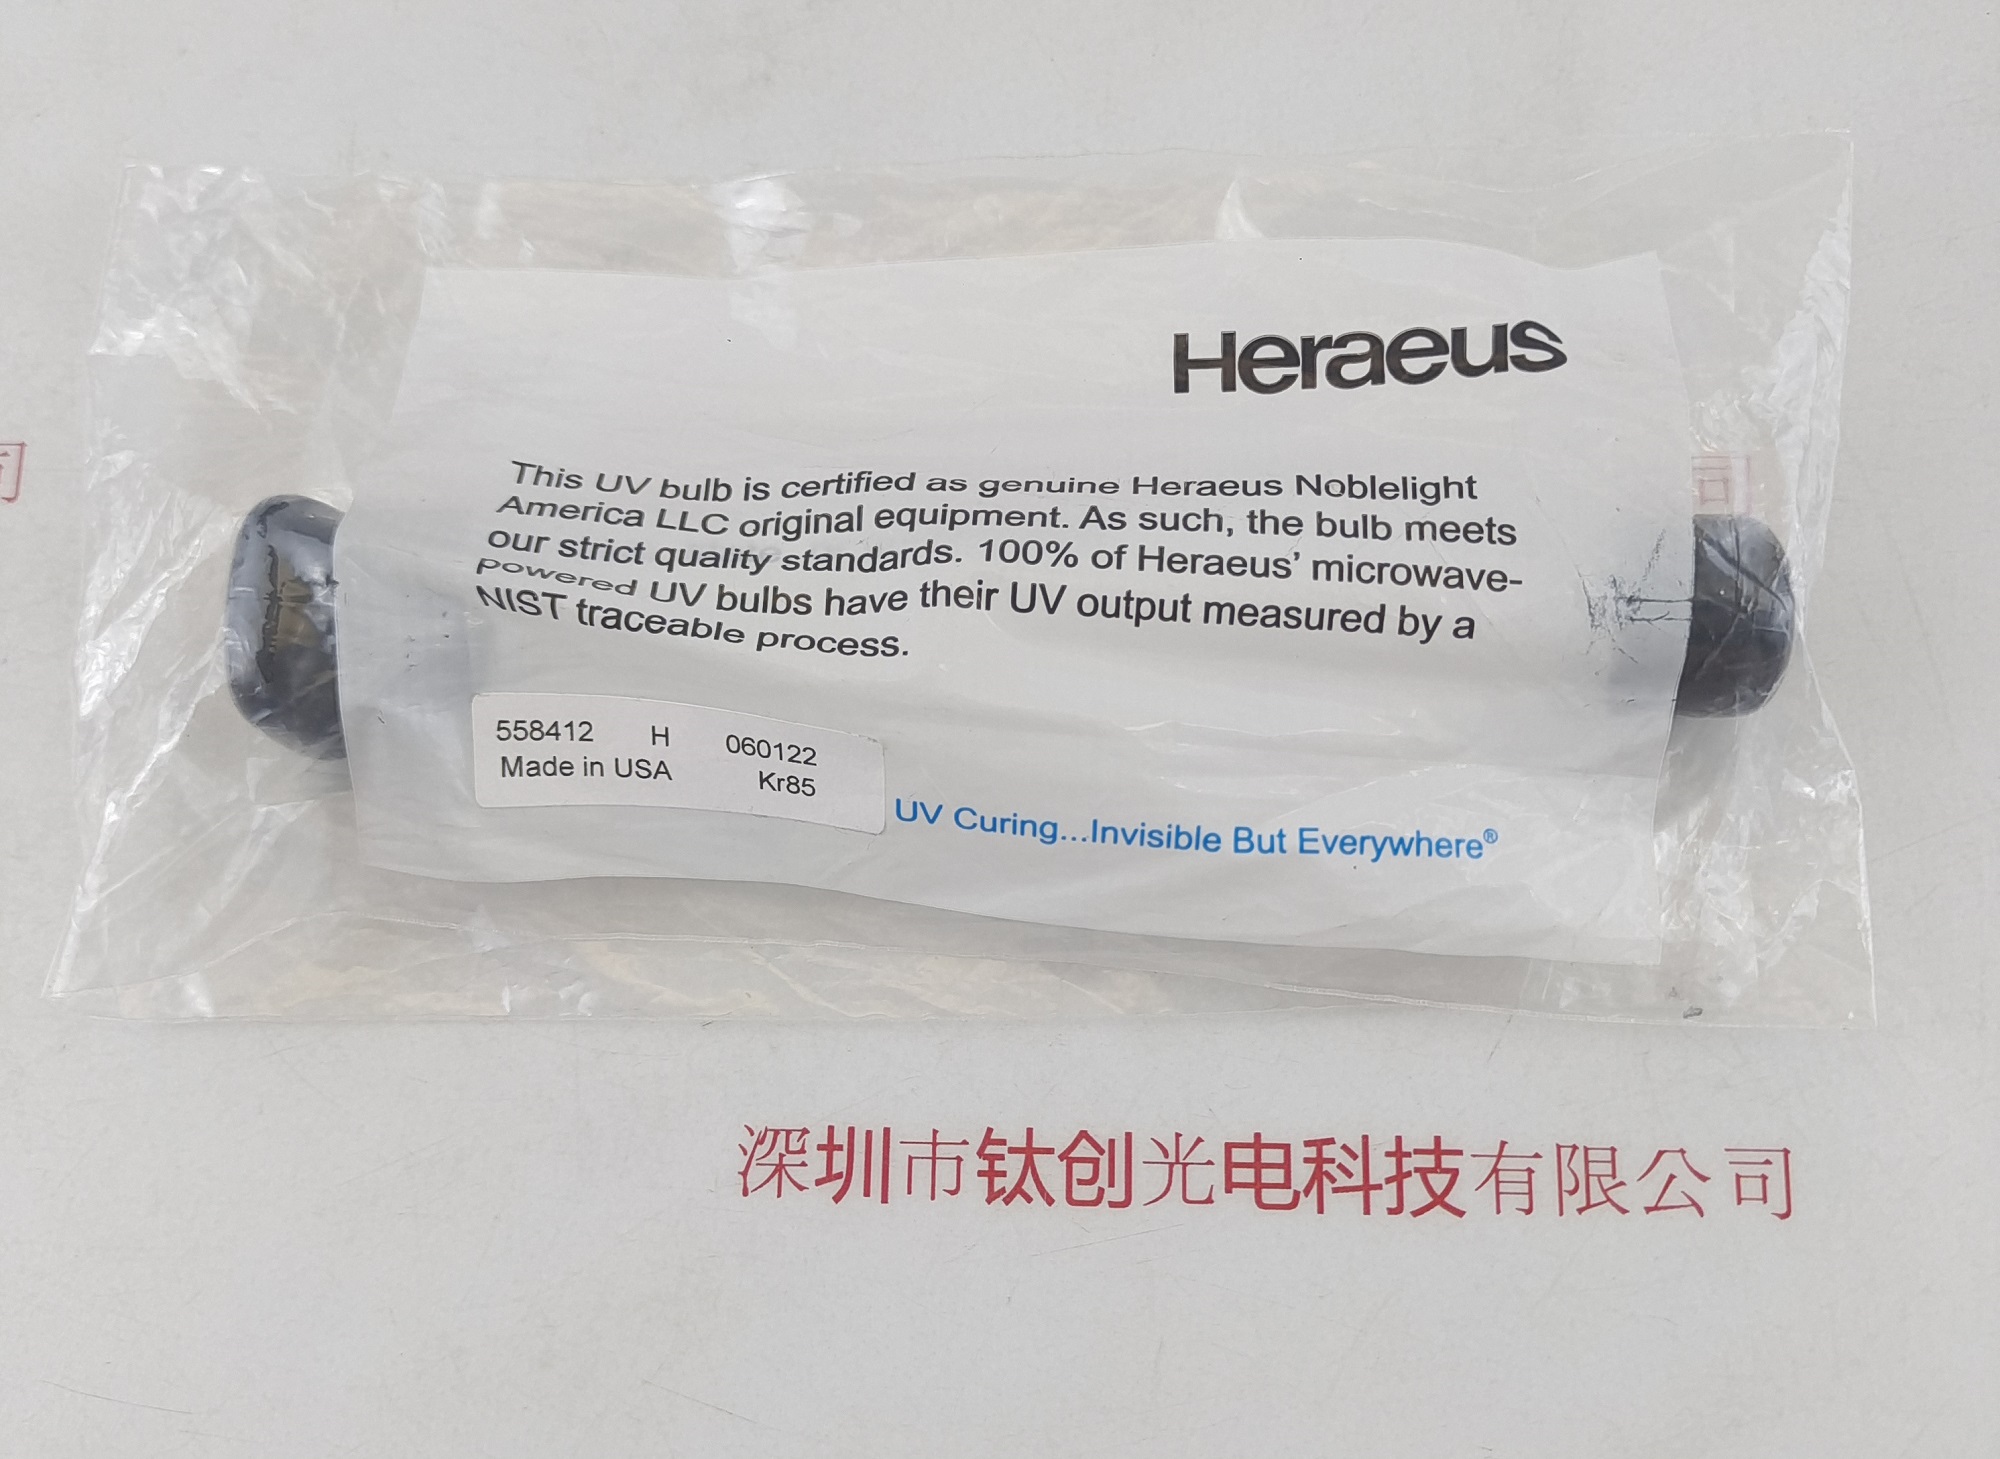 Heraeus
This UV bulb is certified as genuine Heraeus Noblelight
America LLC original equipment. As such, the bulb meets
our strict quality standards. 100% of Heraeus’ microwave-
powered UV bulbs have their UV output measured by a
NIST traceable process.
558412 H 060122
Made in USA Kr85
UV Curing...Invisible But Everywhere®
司
司
深圳市钛创光电科技有限公司